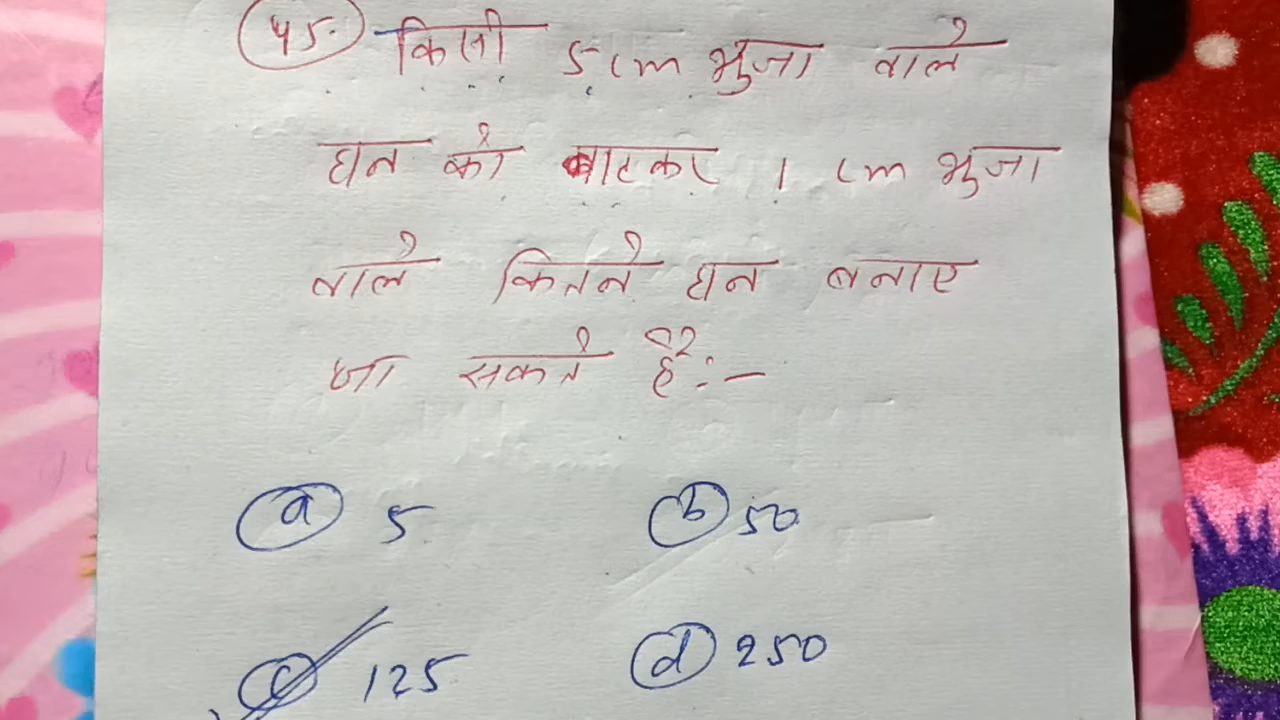 45. किसी 5 cm भुजा वाले
घन को काटकर 1 cm भुजा
वाले कितने घन बनाए
जा सकते हैं:-
(a) 5 (b) 50
(c) 125 (d) 250